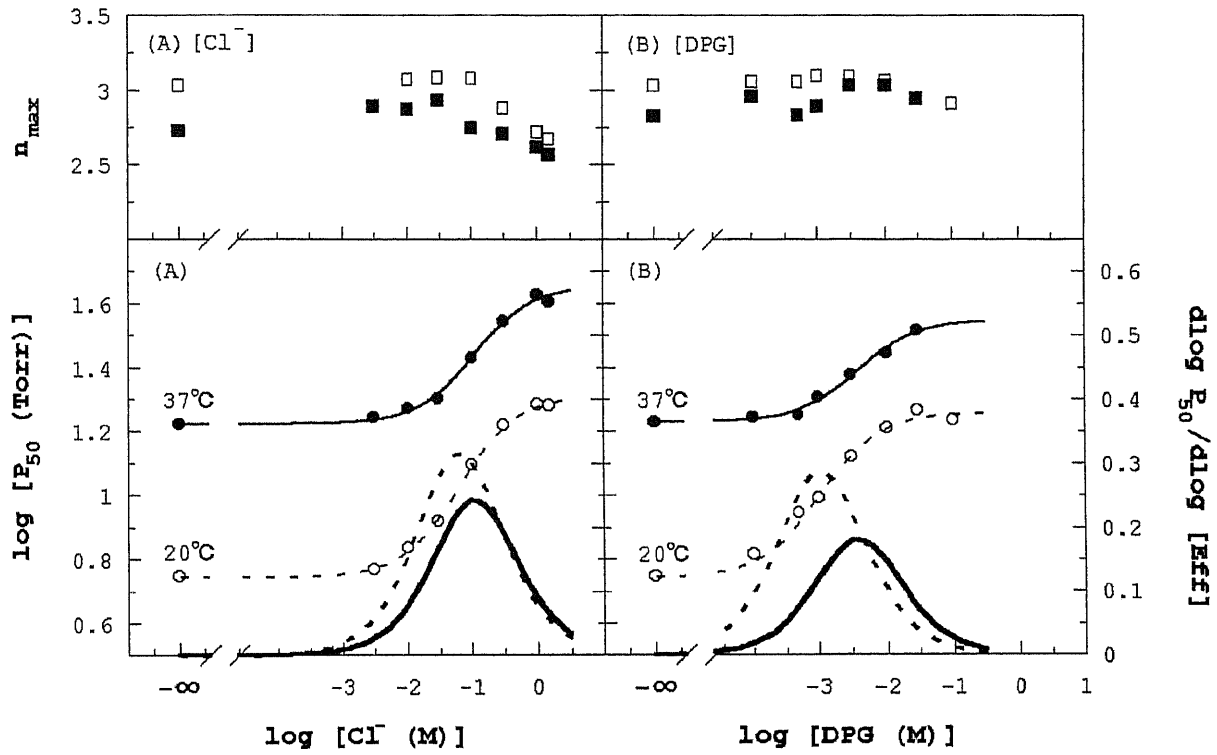 3.5
3
2.5
n_max
(A) [Cl⁻]
(B) [DPG]
(A)
(B)
1.6
1.4
1.2
1
0.8
0.6
log [P₅₀ (Torr)]
37°C
20°C
37°C
20°C
0.6
0.5
0.4
0.3
0.2
0.1
0
dlog P₅₀/dlog [Eff]
-∞ -3 -2 -1 0
-∞ -3 -2 -1 0 1
log [Cl⁻ (M)]
log [DPG (M)]